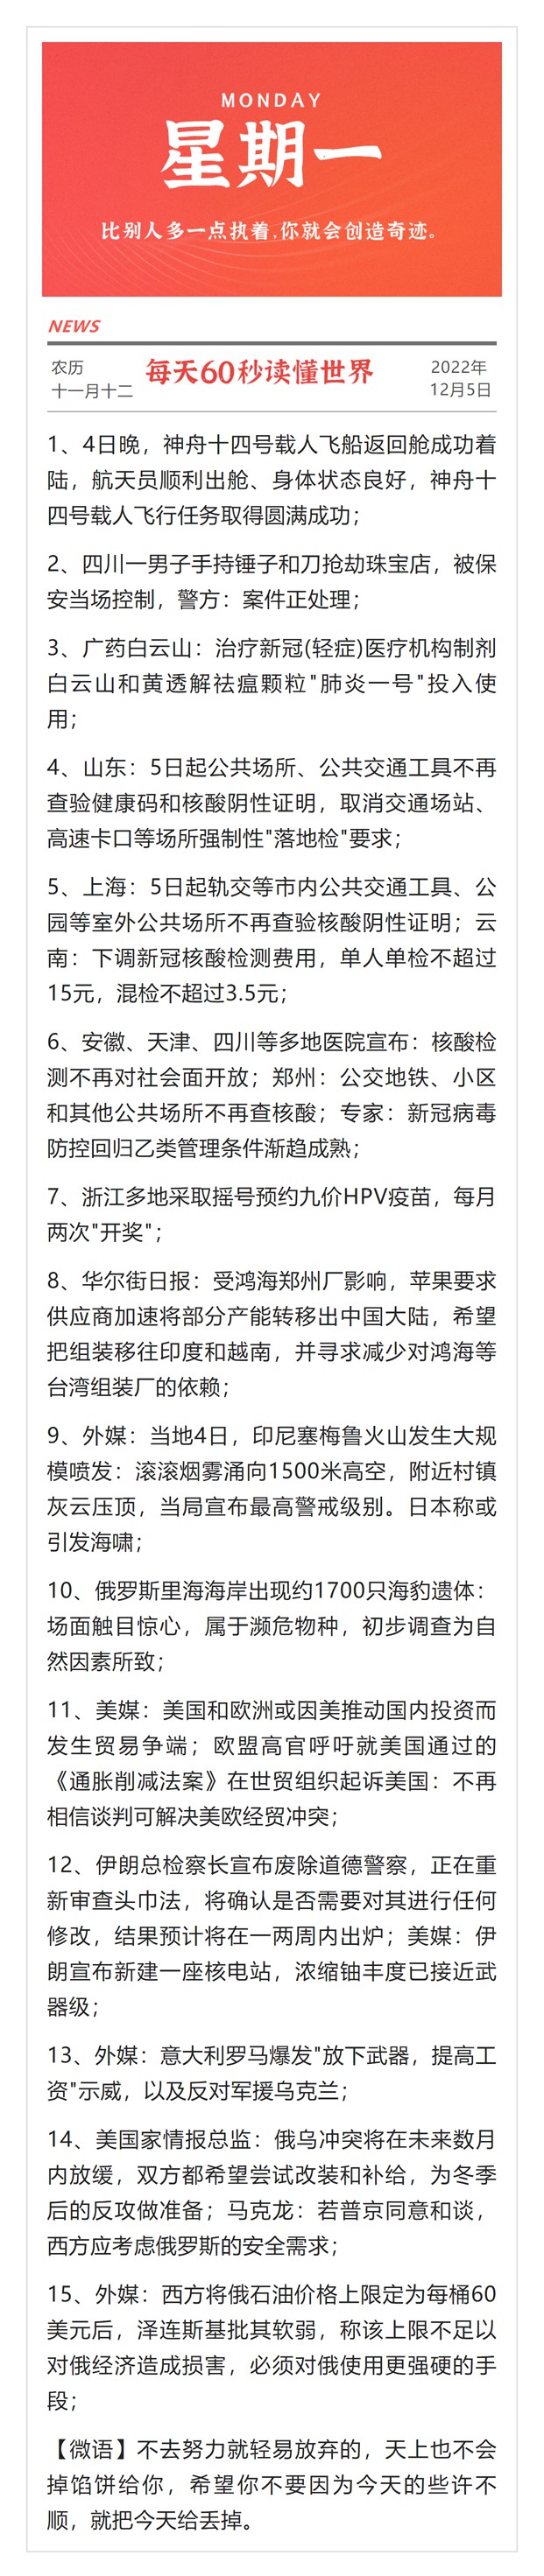 MONDAY
星期一
比别人多一点执着,你就会创造奇迹。
NEWS
农历
十一月十二
每天60秒读懂世界
2022年
12月5日
1、4日晚，神舟十四号载人飞船返回舱成功着
陆，航天员顺利出舱、身体状态良好，神舟十
四号载人飞行任务取得圆满成功；
2、四川一男子手持锤子和刀抢劫珠宝店，被保
安当场控制，警方：案件正处理；
3、广药白云山：治疗新冠(轻症)医疗机构制剂
白云山和黄透解祛瘟颗粒"肺炎一号"投入使
用；
4、山东：5日起公共场所、公共交通工具不再
查验健康码和核酸阴性证明，取消交通场站、
高速卡口等场所强制性"落地检"要求；
5、上海：5日起轨交等市内公共交通工具、公
园等室外公共场所不再查验核酸阴性证明；云
南：下调新冠核酸检测费用，单人单检不超过
15元，混检不超过3.5元；
6、安徽、天津、四川等多地医院宣布：核酸检
测不再对社会面开放；郑州：公交地铁、小区
和其他公共场所不再查核酸；专家：新冠病毒
防控回归乙类管理条件渐趋成熟；
7、浙江多地采取摇号预约九价HPV疫苗，每月
两次"开奖"；
8、华尔街日报：受鸿海郑州厂影响，苹果要求
供应商加速将部分产能转移出中国大陆，希望
把组装移往印度和越南，并寻求减少对鸿海等
台湾组装厂的依赖；
9、外媒：当地4日，印尼塞梅鲁火山发生大规
模喷发：滚滚烟雾涌向1500米高空，附近村镇
灰云压顶，当局宣布最高警戒级别。日本称或
引发海啸；
10、俄罗斯里海海岸出现约1700只海豹遗体：
场面触目惊心，属于濒危物种，初步调查为自
然因素所致；
11、美媒：美国和欧洲或因美推动国内投资而
发生贸易争端；欧盟高官呼吁就美国通过的
《通胀削减法案》在世贸组织起诉美国：不再
相信谈判可解决美欧经贸冲突；
12、伊朗总检察长宣布废除道德警察，正在重
新审查头巾法，将确认是否需要对其进行任何
修改，结果预计将在一两周内出炉；美媒：伊
朗宣布新建一座核电站，浓缩铀丰度已接近武
器级；
13、外媒：意大利罗马爆发"放下武器，提高工
资"示威，以及反对军援乌克兰；
14、美国家情报总监：俄乌冲突将在未来数月
内放缓，双方都希望尝试改装和补给，为冬季
后的反攻做准备；马克龙：若普京同意和谈，
西方应考虑俄罗斯的安全需求；
15、外媒：西方将俄石油价格上限定为每桶60
美元后，泽连斯基批其软弱，称该上限不足以
对俄经济造成损害，必须对俄使用更强硬的手
段；
【微语】不去努力就轻易放弃的，天上也不会
掉馅饼给你，希望你不要因为今天的些许不
顺，就把今天给丢掉。